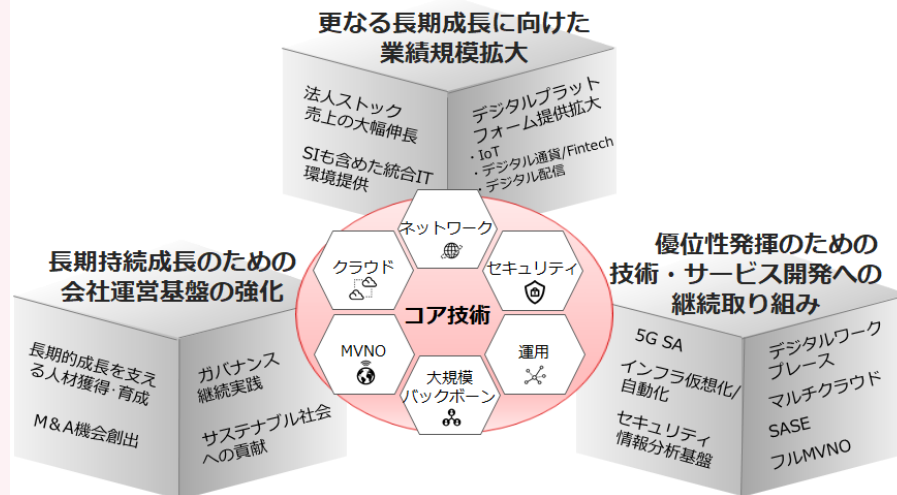 更なる長期成長に向けた
業績規模拡大
法人ストック
売上の大幅伸長
SIも含めた統合IT
環境提供
デジタルプラット
フォーム提供拡大
・IoT
・デジタル通貨/Fintech
・デジタル配信
長期持続成長のための
会社運営基盤の強化
長期的成長を支え
る人材獲得・育成
M&A機会創出
ガバナンス
継続実践
サステナブル社会
への貢献
ネットワーク
クラウド
セキュリティ
コア技術
MVNO
運用
大規模
バックボーン
優位性発揮のための
技術・サービス開発への
継続取り組み
5G SA
インフラ仮想化/
自動化
セキュリティ
情報分析基盤
デジタルワーク
プレース
マルチクラウド
SASE
フルMVNO